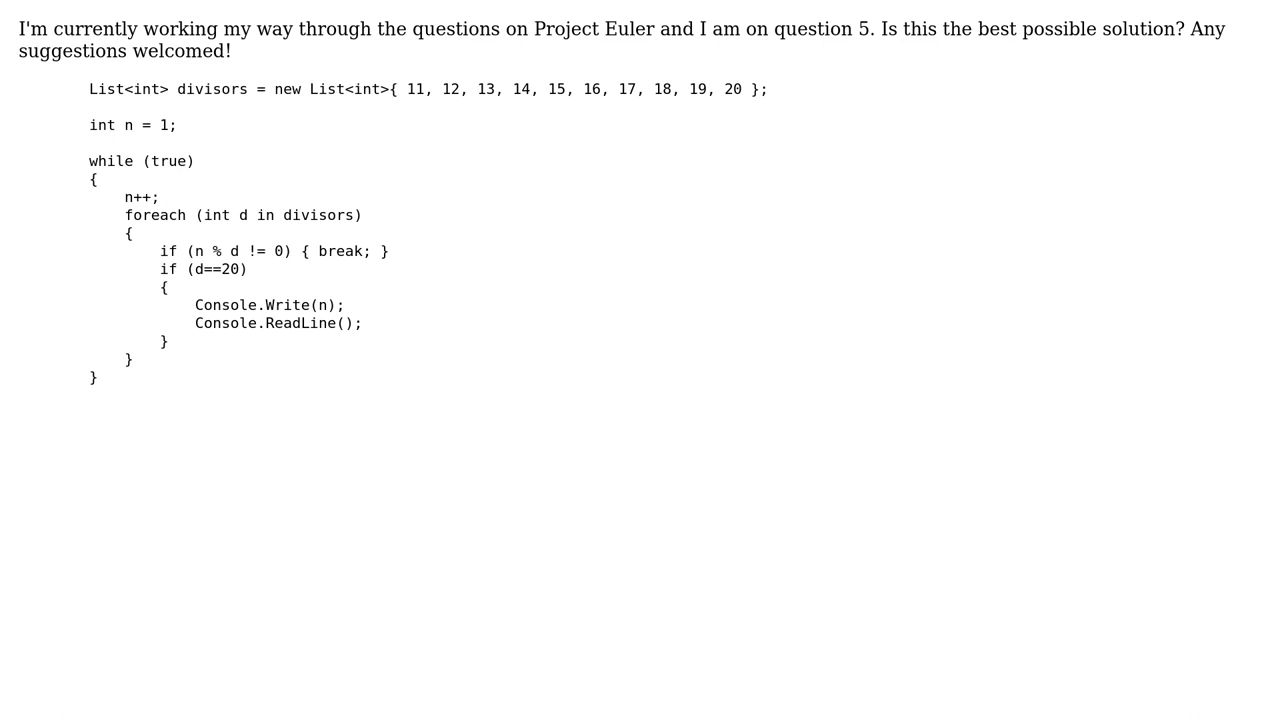 I'm currently working my way through the questions on Project Euler and I am on question 5. Is this the best possible solution? Any
suggestions welcomed!
List<int> divisors = new List<int>{ 11, 12, 13, 14, 15, 16, 17, 18, 19, 20 };
int n = 1;
while (true)
{
n++;
foreach (int d in divisors)
{
if (n % d != 0) { break; }
if (d==20)
{
Console.Write(n);
Console.ReadLine();
}
}
}